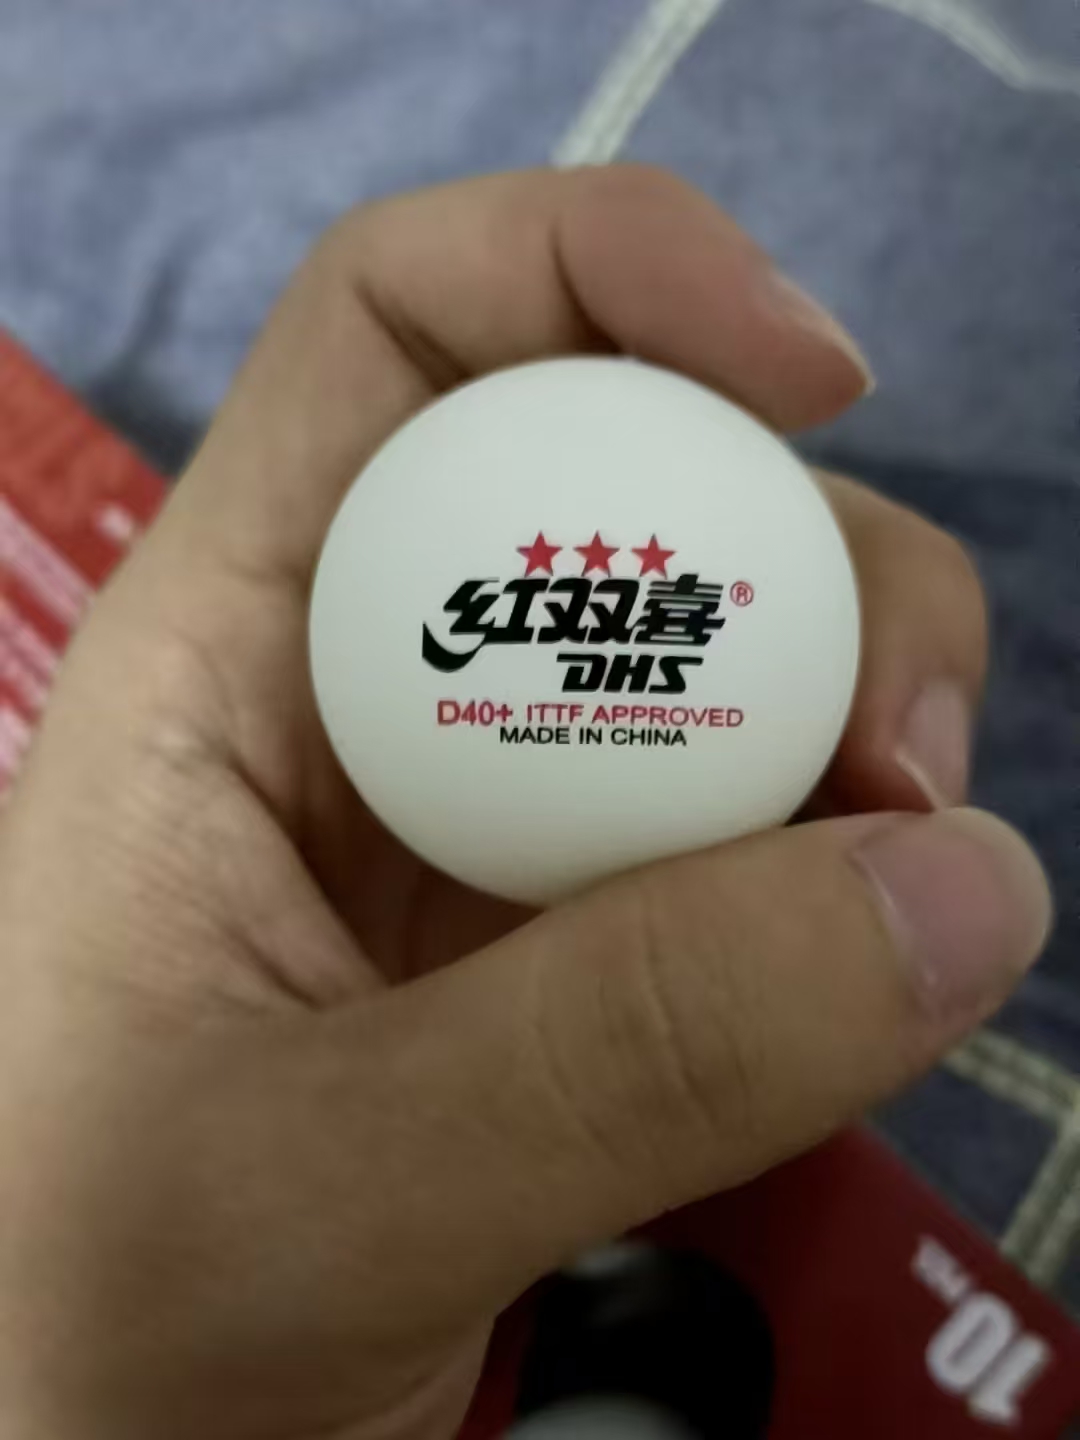 红双喜®
DHS
D40+ ITTF APPROVED
MADE IN CHINA
10